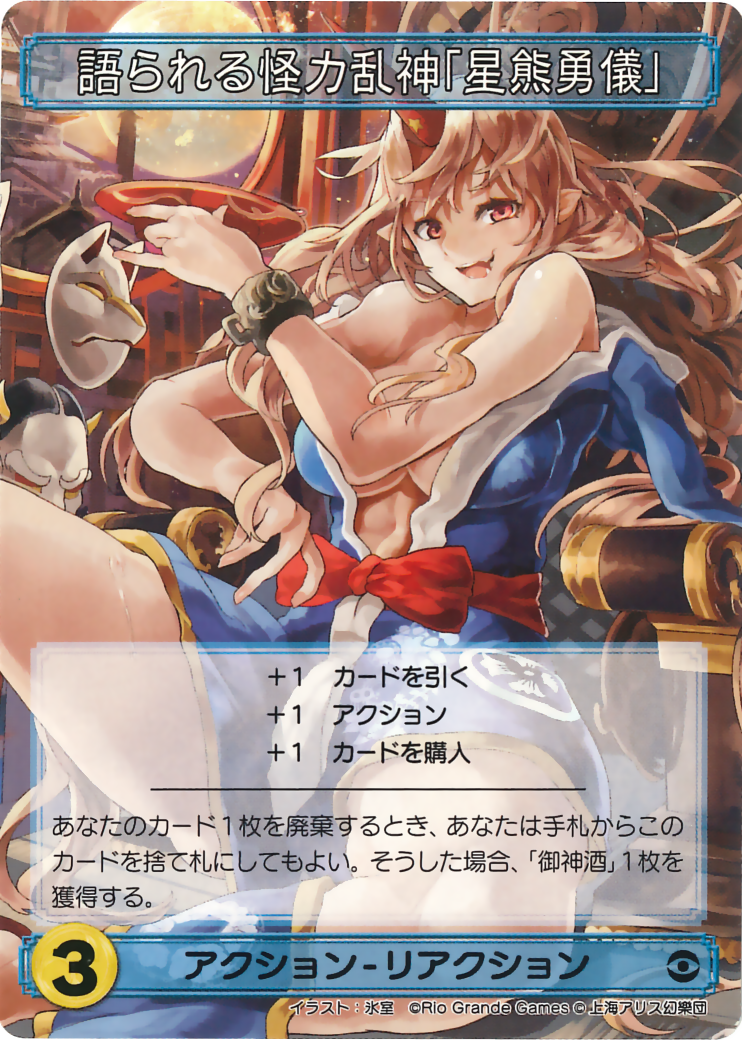 語られる怪力乱神「星熊勇儀」
+1 カードを引く
+1 アクション
+1 カードを購入
あなたのカード1枚を廃棄するとき、あなたは手札からこの
カードを捨て札にしてもよい。そうした場合、「御神酒」1枚を
獲得する。
3 アクション-リアクション
イラスト:氷室 ©Rio Grande Games © 上海アリス幻樂団